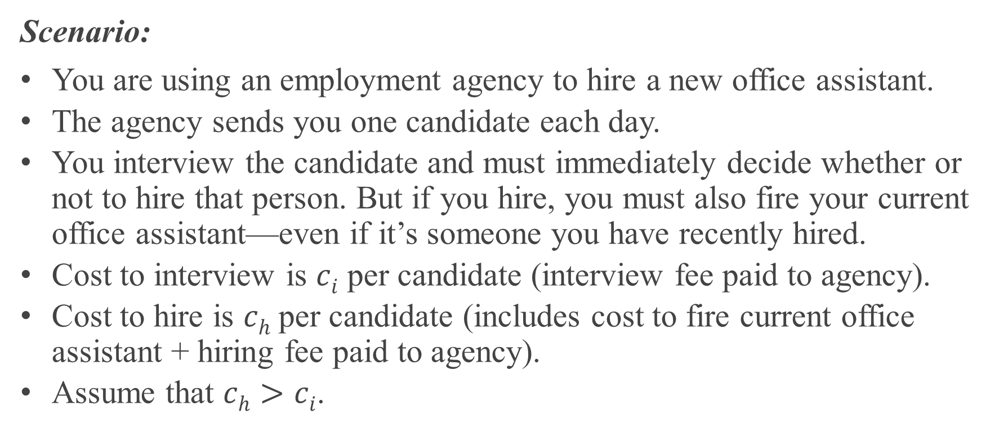 Scenario:
• You are using an employment agency to hire a new office assistant.
• The agency sends you one candidate each day.
• You interview the candidate and must immediately decide whether or
not to hire that person. But if you hire, you must also fire your current
office assistant—even if it’s someone you have recently hired.
• Cost to interview is cᵢ per candidate (interview fee paid to agency).
• Cost to hire is cₕ per candidate (includes cost to fire current office
assistant + hiring fee paid to agency).
• Assume that cₕ > cᵢ.